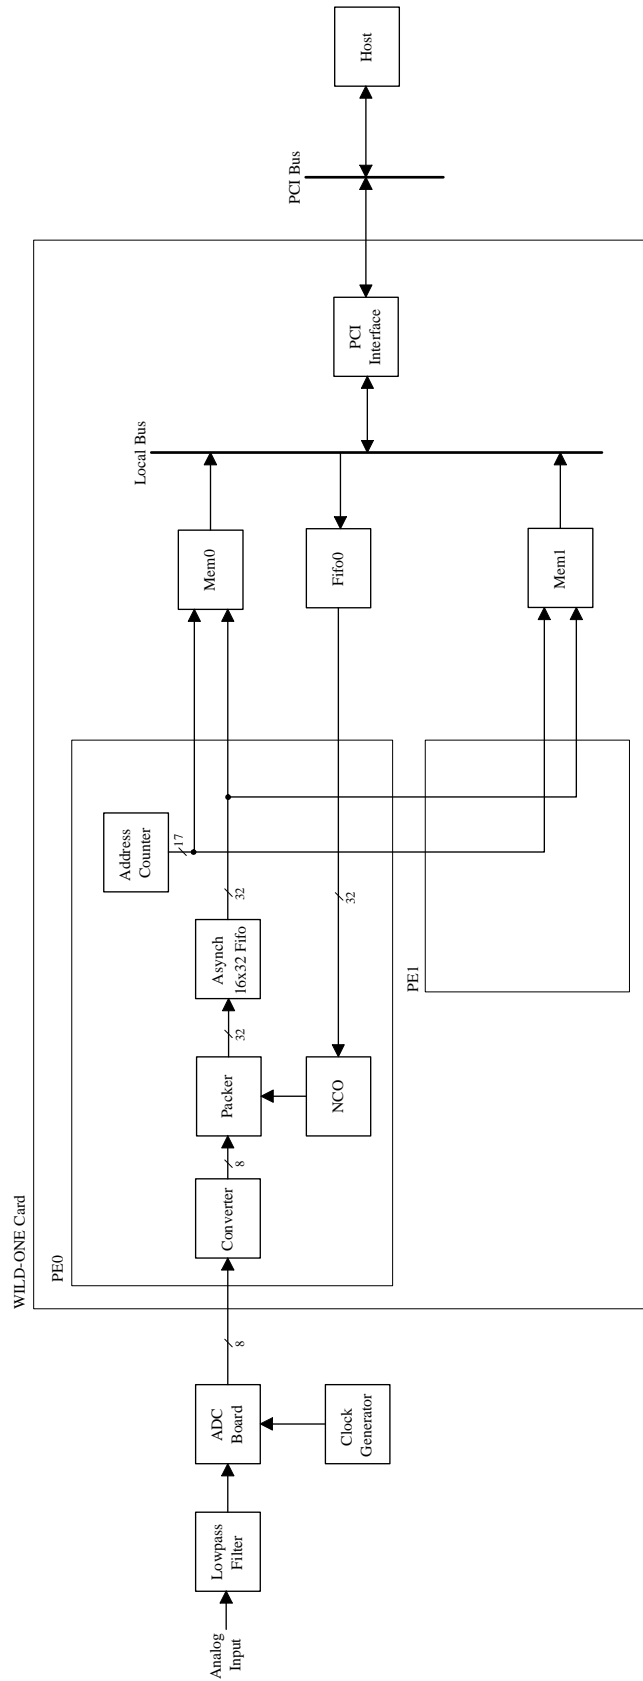 WILD-ONE Card
PE0
Address
Counter
17
Mem0
Local Bus
PCI Bus
Analog
Input
Lowpass
Filter
ADC
Board
8
Converter
8
Packer
32
Asynch
16x32 Fifo
32
Clock
Generator
NCO
32
Fifo0
PCI
Interface
Host
PE1
Mem1